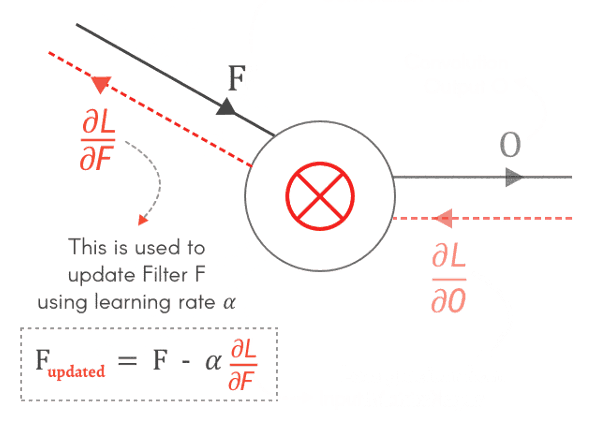 F
∂L
∂F
O
∂L
∂O
This is used to
update Filter F
using learning rate α
F_updated = F - α ∂L/∂F